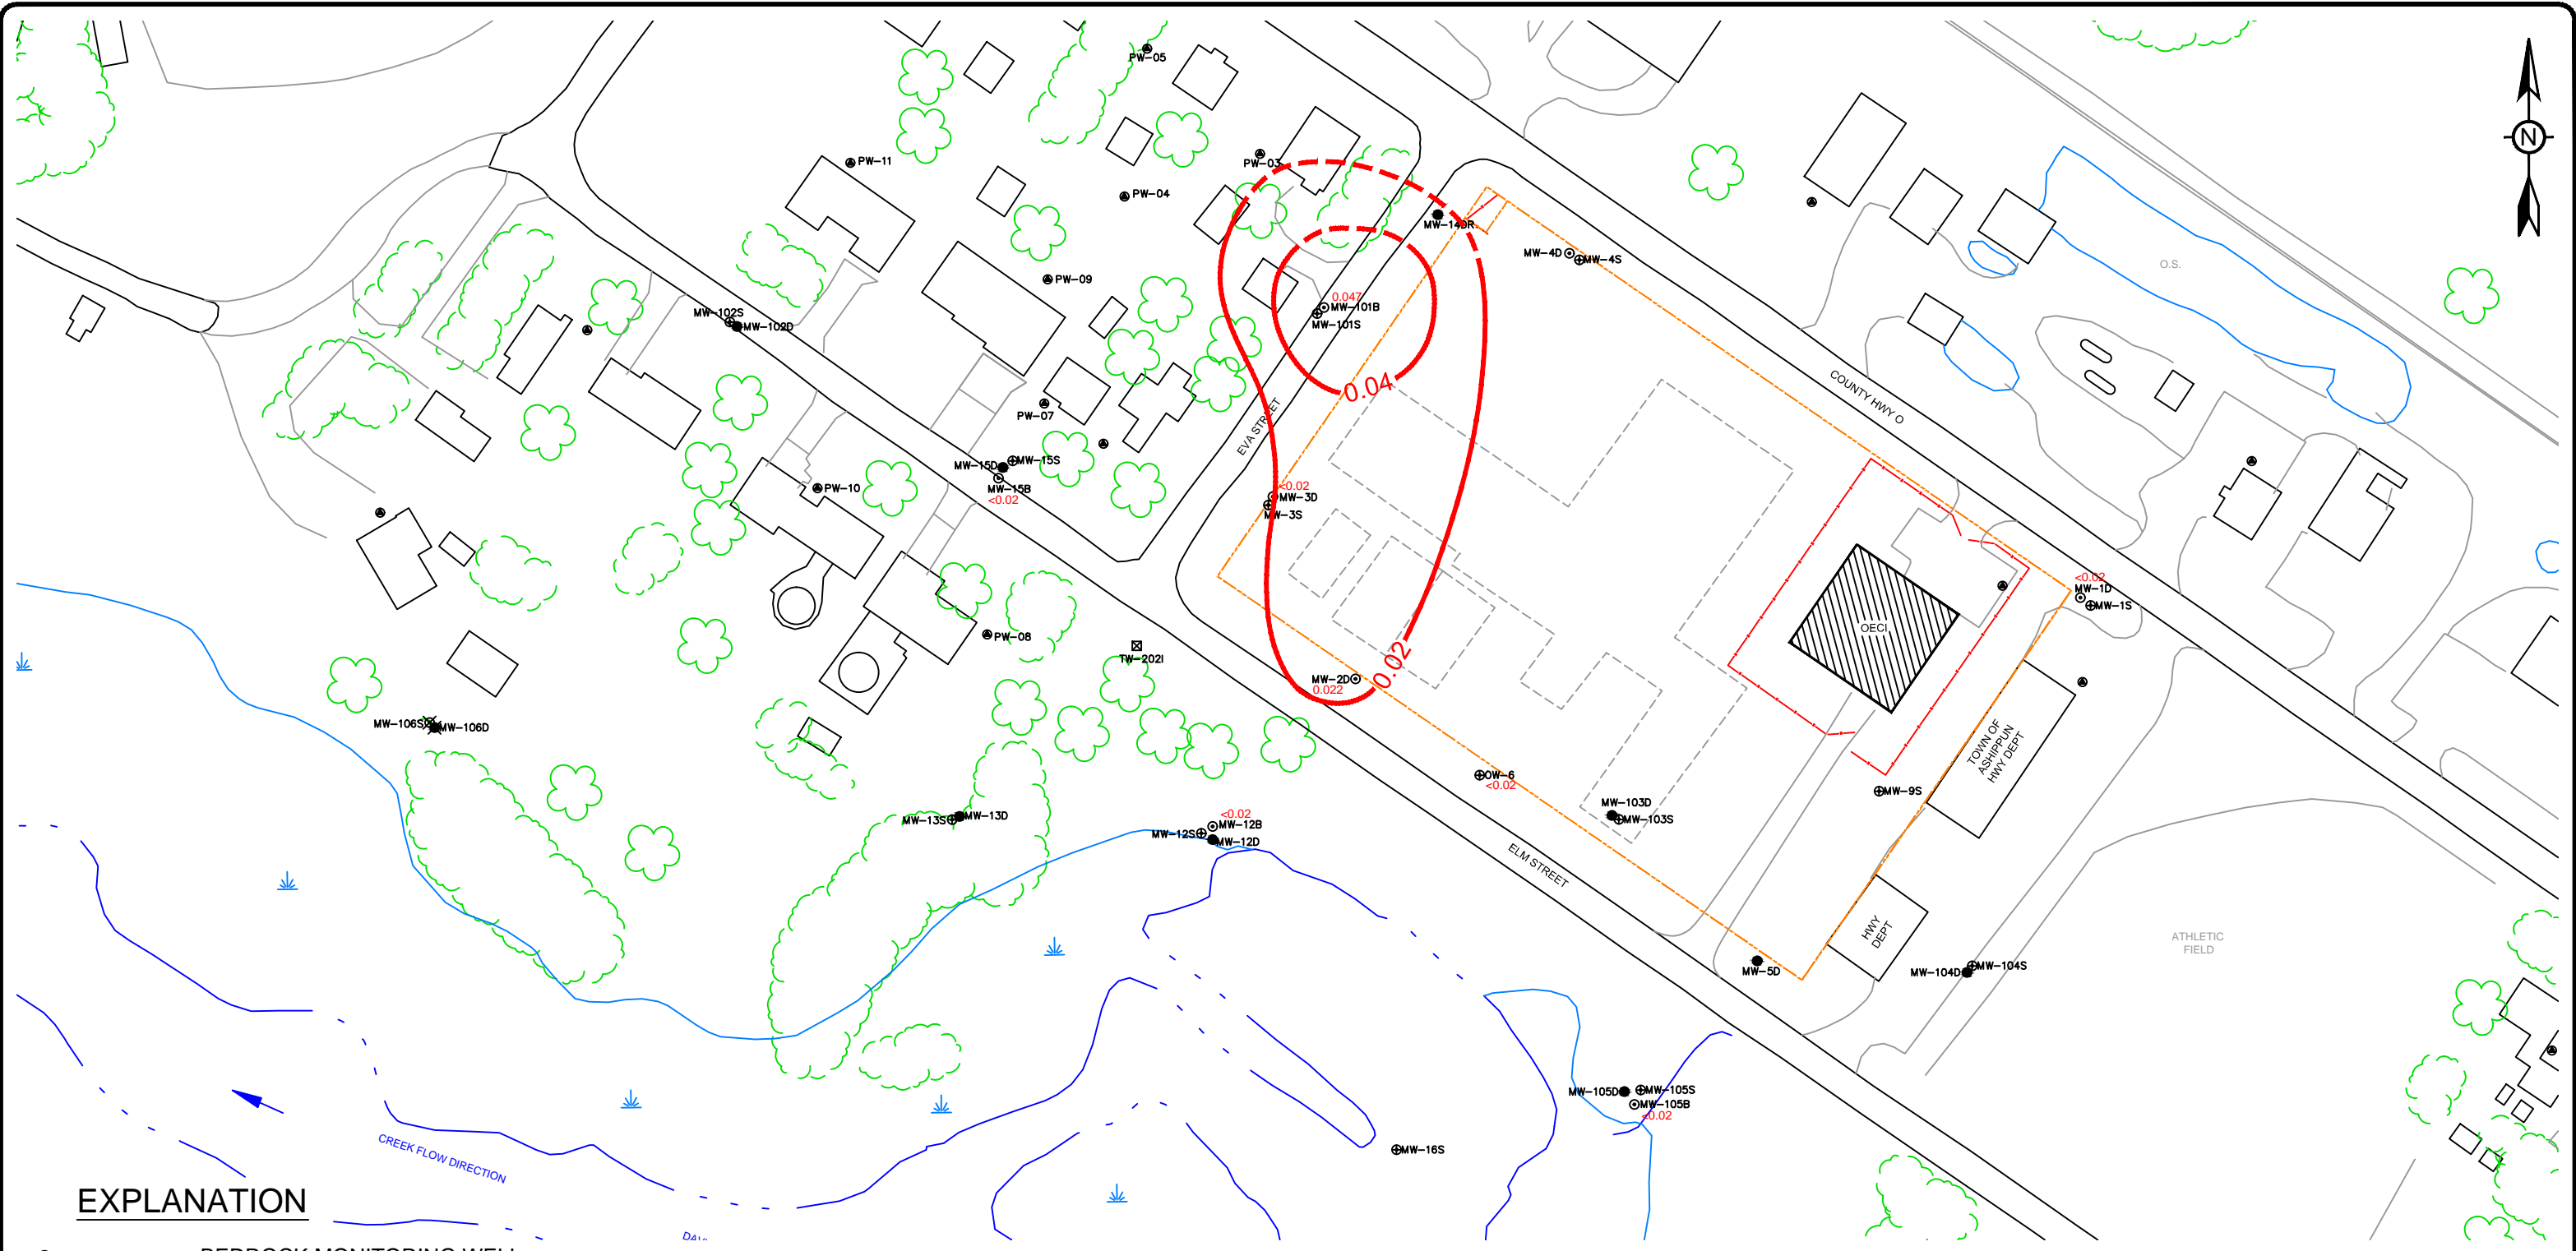 PW-05
N
PW-11
PW-03
PW-04
MW-14DR
MW-4D
MW-4S
O.S.
PW-09
0.047
MW-101B
MW-101S
MW-102S
MW-102D
0.04
COUNTY HWY O
PW-07
EVA STREET
MW-15D
MW-15S
MW-15B
<0.02
PW-10
<0.02
MW-3D
MW-3S
<0.02
MW-1D
MW-1S
OECI
PW-08
TW-202I
0.02
MW-2D
0.022
MW-106S
MW-106D
TOWN OF
ASHIPPUN
HWY DEPT
OW-6
<0.02
MW-9S
MW-103D
MW-103S
MW-13S
MW-13D
<0.02
MW-12B
MW-12S
MW-12D
ELM STREET
HWY
DEPT
ATHLETIC
FIELD
MW-5D
MW-104D
MW-104S
MW-105D
MW-105S
MW-105B
<0.02
MW-16S
CREEK FLOW DIRECTION
EXPLANATION
BEDROCK MONITORING WELL